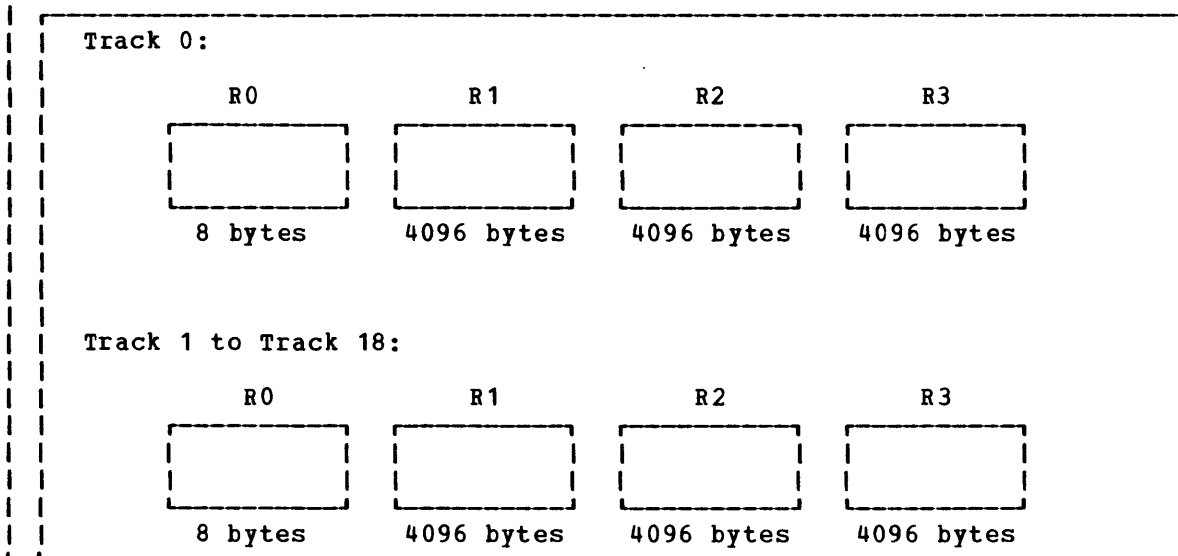 Track 0:
R0 R1 R2 R3
8 bytes 4096 bytes 4096 bytes 4096 bytes
Track 1 to Track 18:
R0 R1 R2 R3
8 bytes 4096 bytes 4096 bytes 4096 bytes